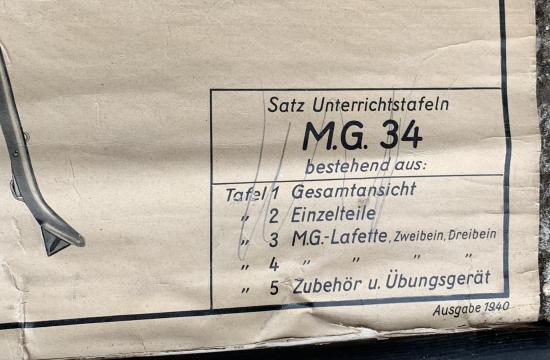 Satz Unterrichtstafeln
M.G. 34
bestehend aus:
Tafel 1 Gesamtansicht
„ 2 Einzelteile
„ 3 M.G.-Lafette, Zweibein, Dreibein
„ 4 „ „ „ „
„ 5 Zubehör u. Übungsgerät
Ausgabe 1940